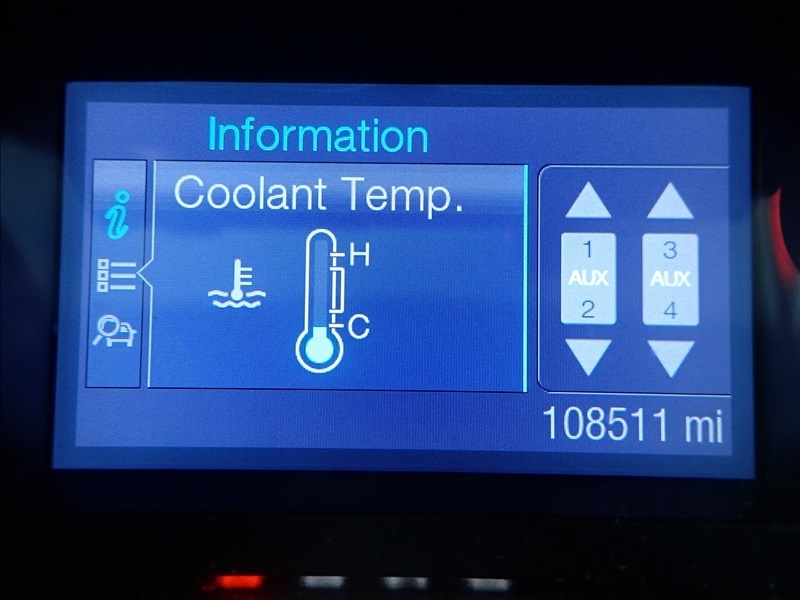 Information
Coolant Temp.
H
C
1
AUX
2
3
AUX
4
108511 mi